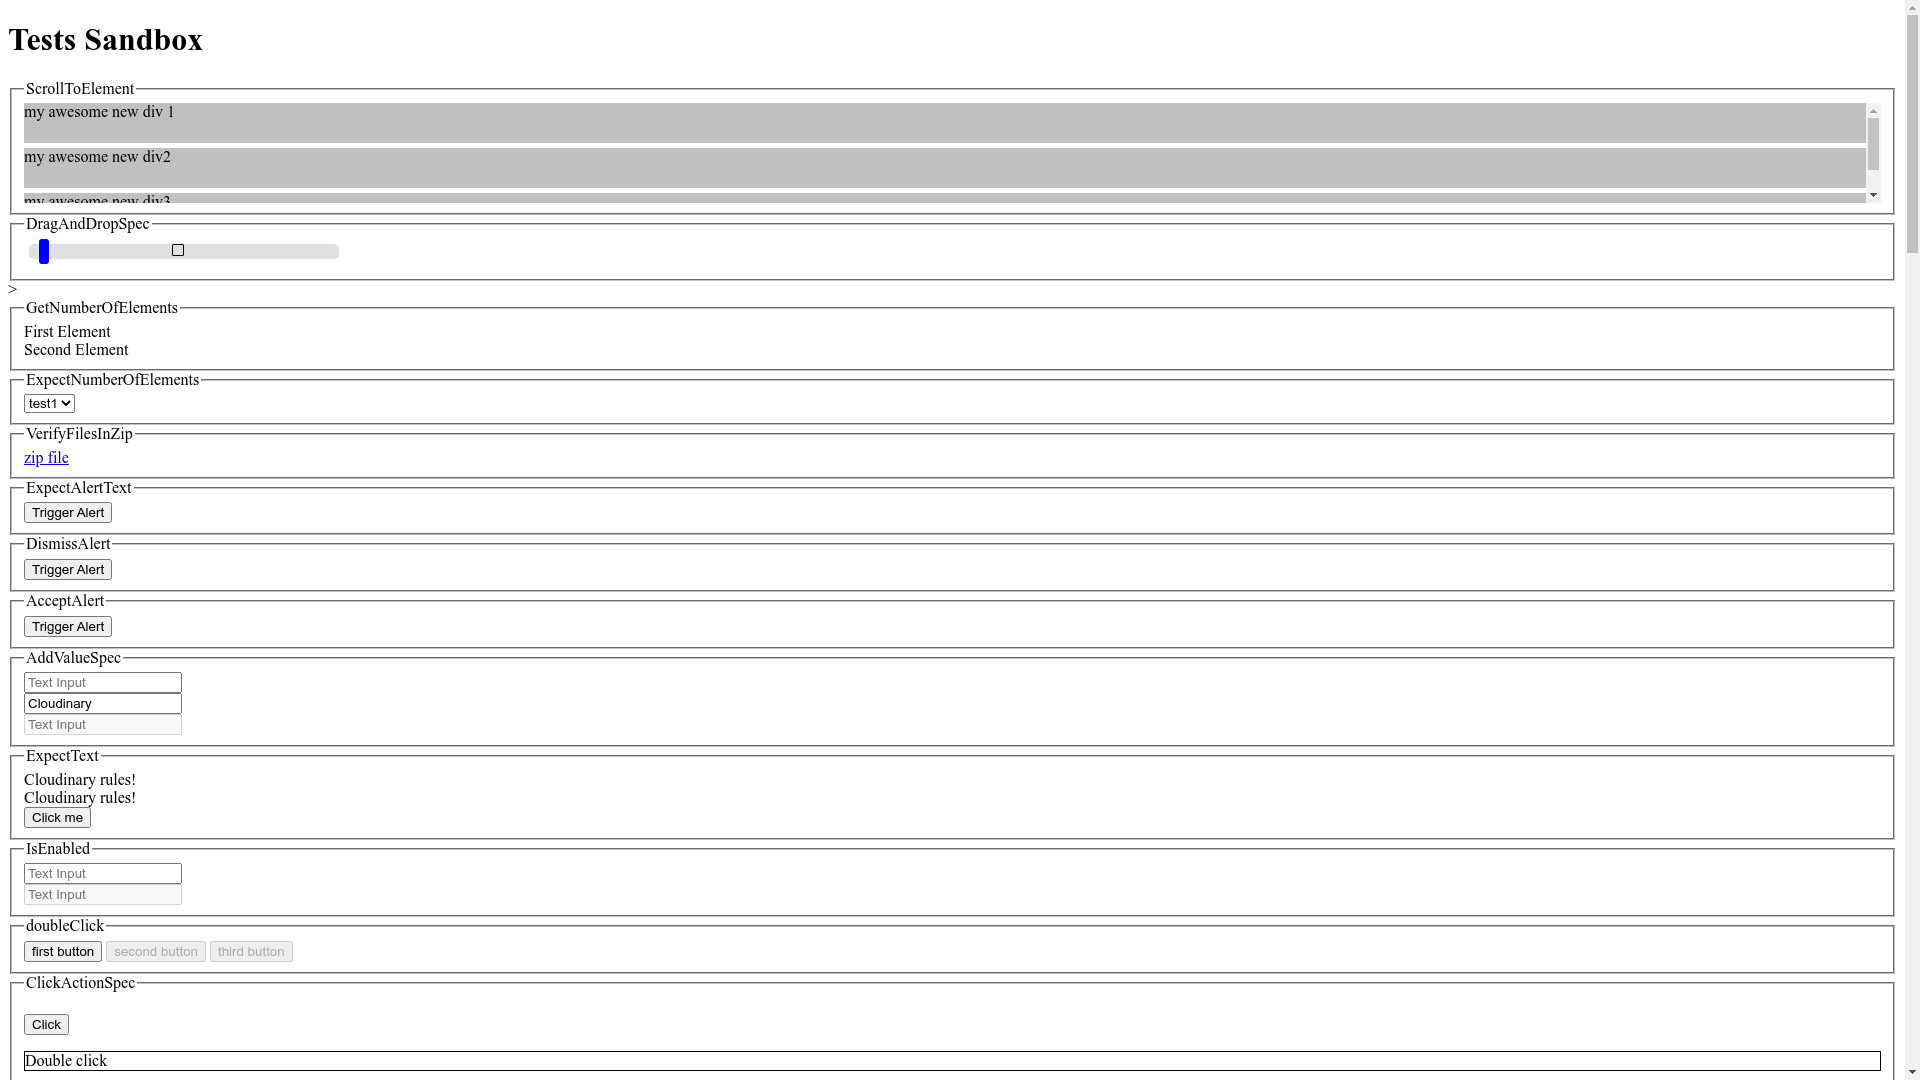 Tests Sandbox
ScrollToElement
my awesome new div 1
my awesome new div2
my awesome new div3
DragAndDropSpec
>
GetNumberOfElements
First Element
Second Element
ExpectNumberOfElements
test1
VerifyFilesInZip
zip file
ExpectAlertText
Trigger Alert
DismissAlert
Trigger Alert
AcceptAlert
Trigger Alert
AddValueSpec
Text Input
Cloudinary
Text Input
ExpectText
Cloudinary rules!
Cloudinary rules!
Click me
IsEnabled
Text Input
Text Input
doubleClick
first button second button third button
ClickActionSpec
Click
Double click